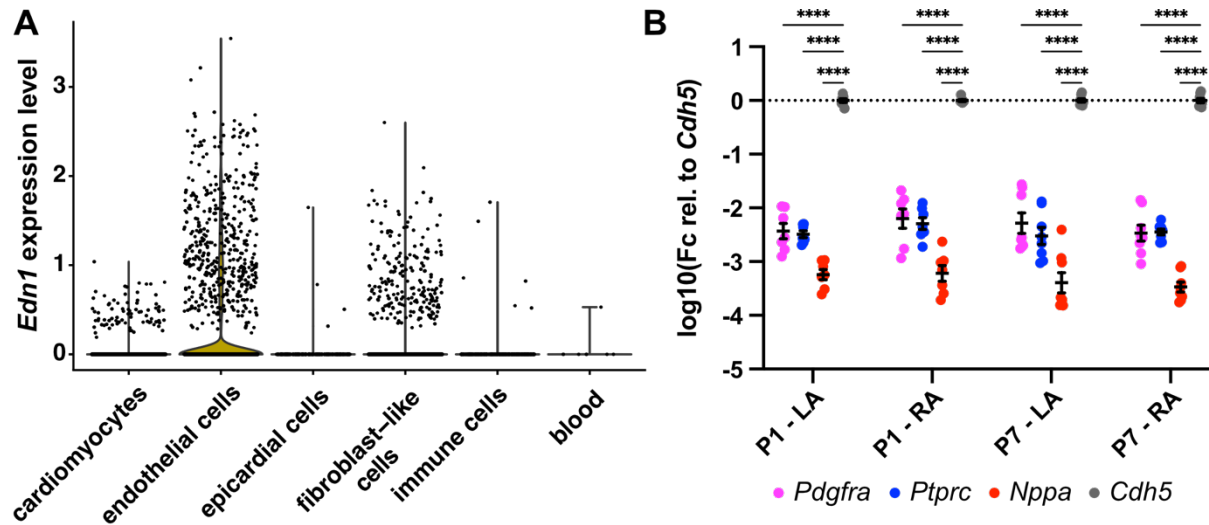 A
Edn1 expression level
3
2
1
0
cardiomyocytes
endothelial cells
epicardial cells
fibroblast–like
cells
immune cells
blood
B
**** **** **** ****
**** **** **** ****
**** **** **** ****
log10(Fc rel. to Cdh5)
1
0
-1
-2
-3
-4
-5
P1 - LA
P1 - RA
P7 - LA
P7 - RA
Pdgfra Ptprc Nppa Cdh5